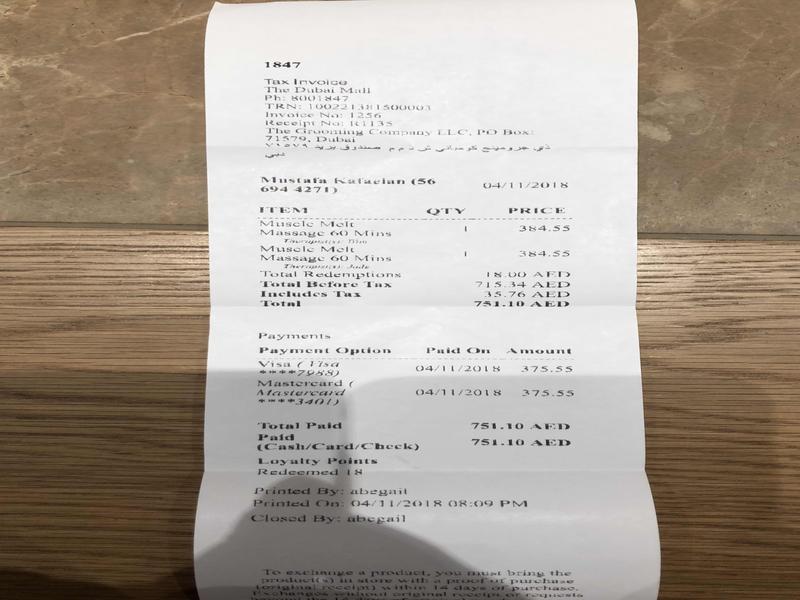 1847
Tax Invoice
The Dubai Mall
Ph: 8001847
TRN: 100221381500003
Invoice No: 1256
Receipt No: R1135
The Grooming Company LLC, PO Box:
71579, Dubai
ذي جرومينج كومباني ش ذ م م صندوق بريد ٧١٥٧٩
دبي
Mustafa Kafaeian (56
694 4271)
04/11/2018
ITEM QTY PRICE
Muscle Melt
Massage 60 Mins 1 384.55
Therapist(s):
Muscle Melt
Massage 60 Mins 1 384.55
Therapist(s): Jude
Total Redemptions 18.00 AED
Total Before Tax 715.34 AED
Includes Tax 35.76 AED
Total 751.10 AED
Payments
Payment Option Paid On Amount
Visa ( Visa
****7988) 04/11/2018 375.55
Mastercard (
Mastercard 04/11/2018 375.55
****3401)
Total Paid 751.10 AED
Paid
(Cash/Card/Check) 751.10 AED
Loyalty Points
Redeemed 18
Printed By: abegail
Printed On: 04/11/2018 08:09 PM
Closed By: abegail
To exchange a product, you must bring the
product(s) in store with a proof of purchase
(original receipt) within 14 days of purchase.
Exchanges without original receipt or requests